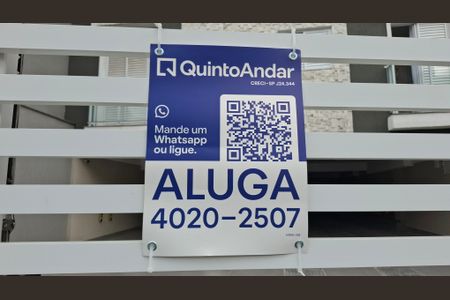 QuintoAndar
CRECI-SP J24.344
Mande um
Whatsapp
ou ligue.
ALUGA
4020-2507